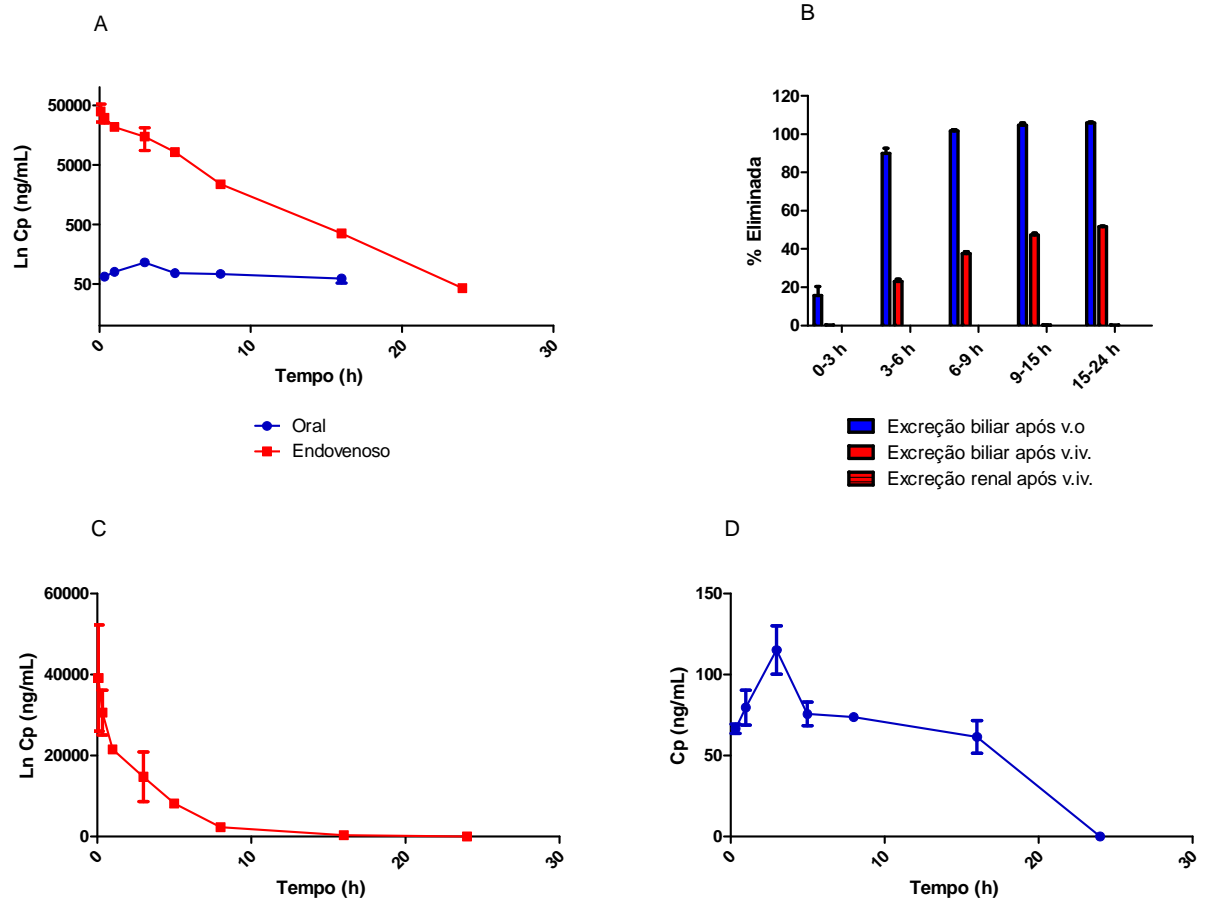 A
Ln Cp (ng/mL)
50000
5000
500
50
0
10
20
30
Tempo (h)
Oral
Endovenoso
B
% Eliminada
120
100
80
60
40
20
0
0-3 h
3-6 h
6-9 h
9-15 h
15-24 h
Excreção biliar após v.o
Excreção biliar após v.iv.
Excreção renal após v.iv.
C
Ln Cp (ng/mL)
60000
40000
20000
0
0
10
20
30
Tempo (h)
D
Cp (ng/mL)
150
100
50
0
0
10
20
30
Tempo (h)